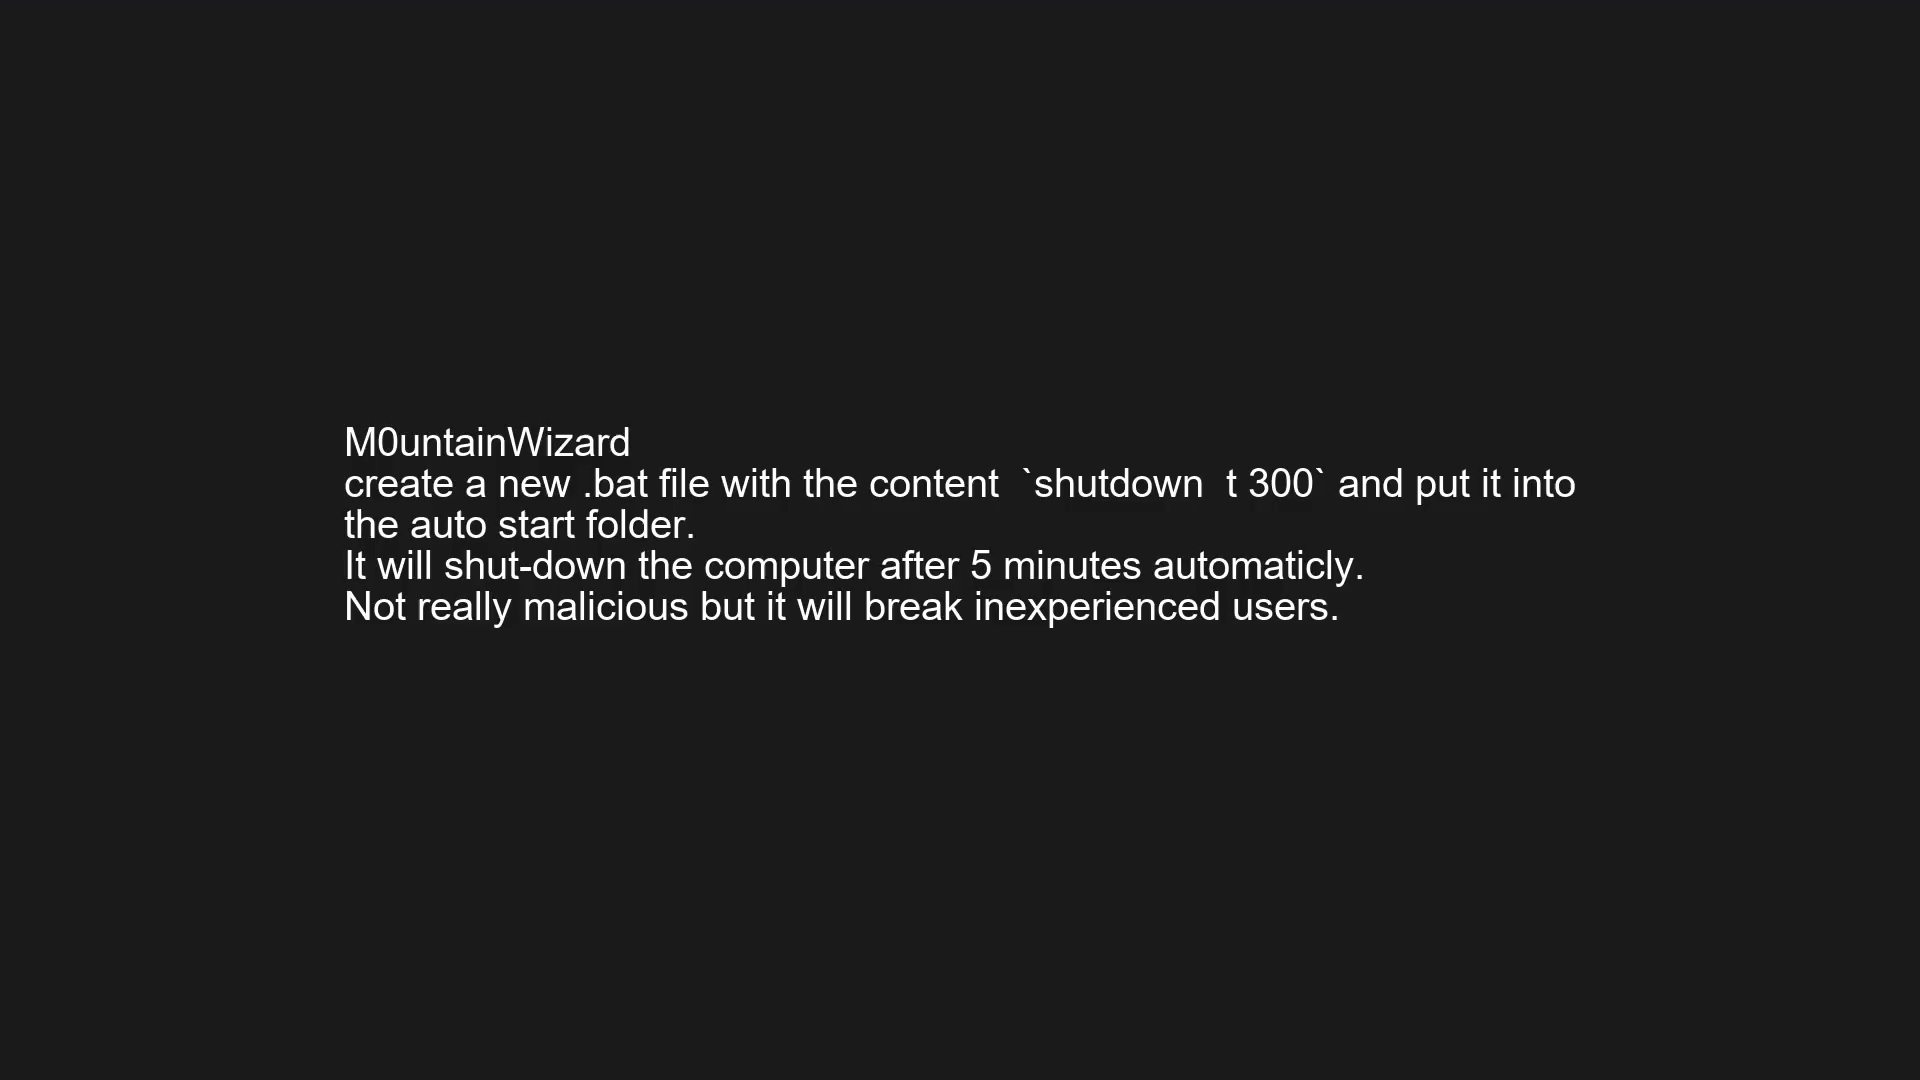 M0untainWizard
create a new .bat file with the content  `shutdown  t 300` and put it into
the auto start folder.
It will shut-down the computer after 5 minutes automaticly.
Not really malicious but it will break inexperienced users.